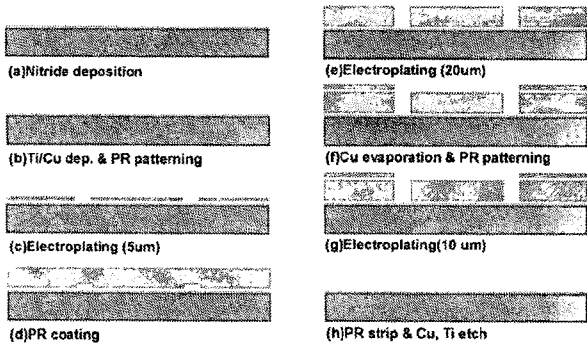 (a)Nitride deposition
(b)Ti/Cu dep. & PR patterning
(c)Electroplating (5um)
(d)PR coating
(e)Electroplating (20um)
(f)Cu evaporation & PR patterning
(g)Electroplating(10 um)
(h)PR strip & Cu, Ti etch